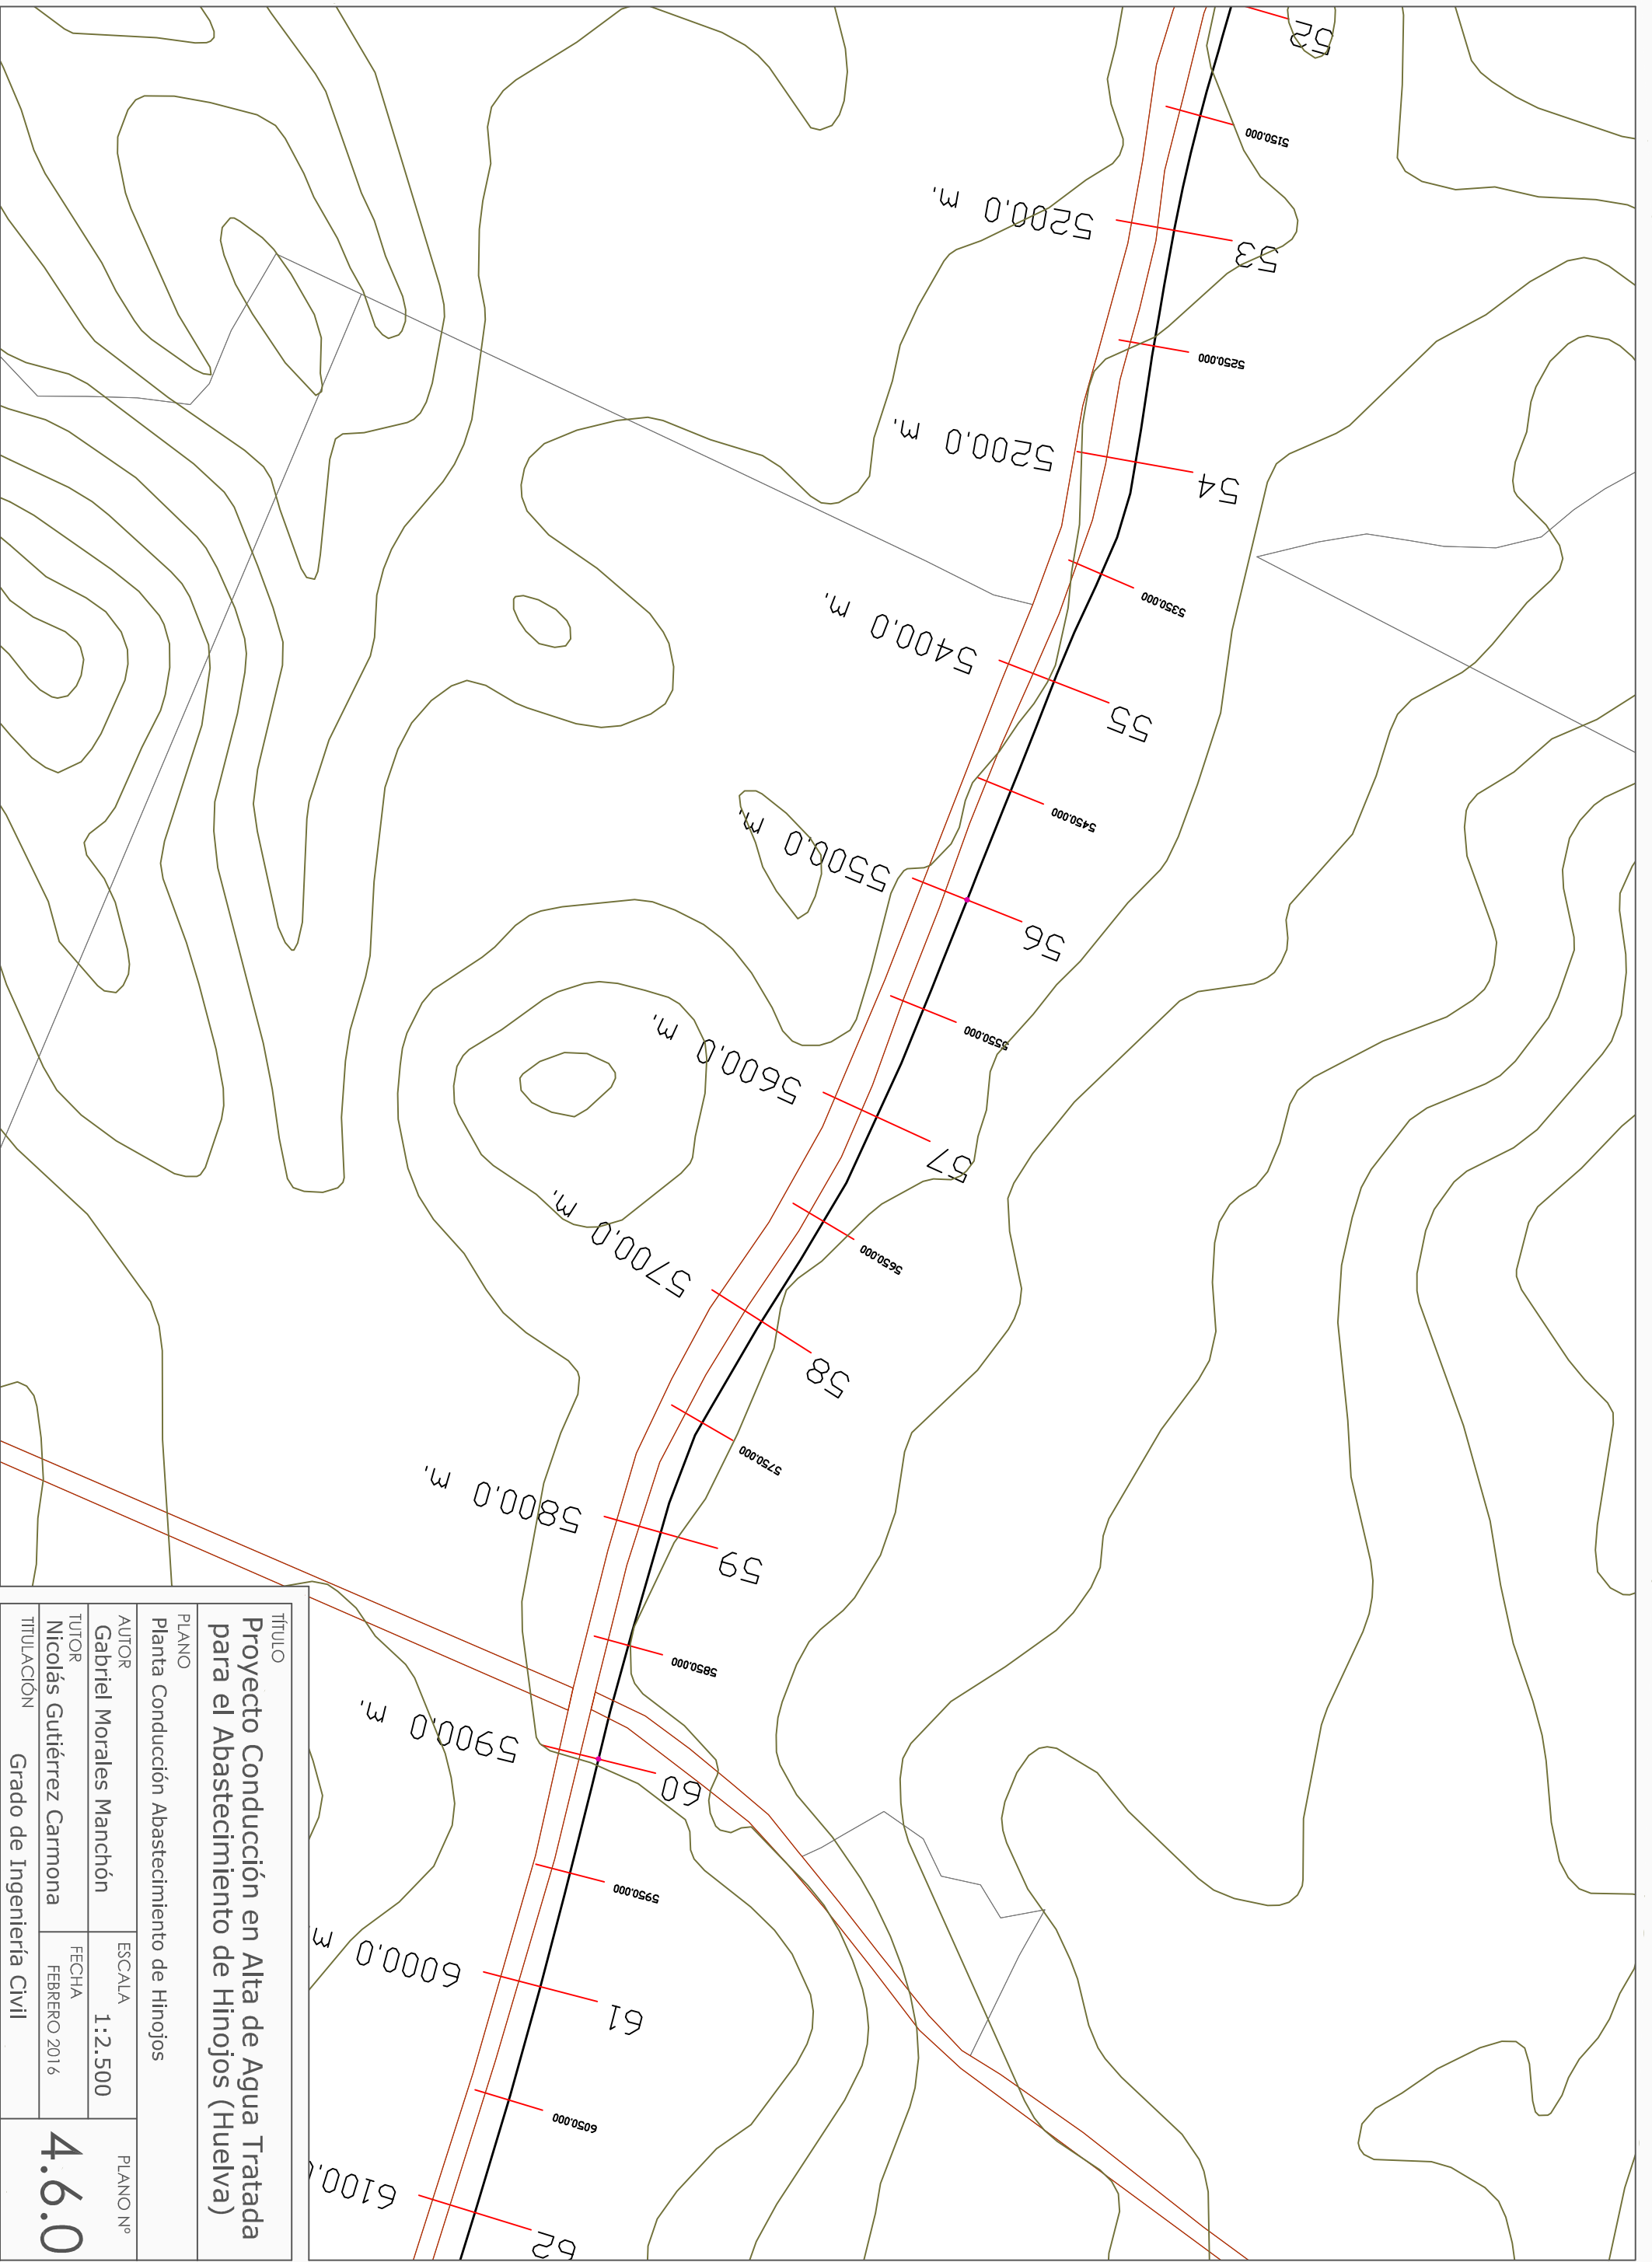 52
5150.000
5200,0 m.
53
5250.000
5200,0 m.
54
5350.000
5400,0 m.
55
5450.000
5500,0 m.
56
5550.000
5600,0 m.
57
5650.000
5700,0 m.
58
5750.000
5800,0 m.
59
5850.000
5900,0 m.
60
5950.000
6000,0 m
61
6050.000
6100,0
62
TÍTULO
Proyecto Conducción en Alta de Agua Tratada
para el Abastecimiento de Hinojos (Huelva)
PLANO
Planta Conducción Abastecimiento de Hinojos
AUTOR
Gabriel Morales Manchón
ESCALA
1:2.500
PLANO Nº
4.6.0
TUTOR
Nicolás Gutiérrez Carmona
FECHA
FEBRERO 2016
TITULACIÓN
Grado de Ingeniería Civil